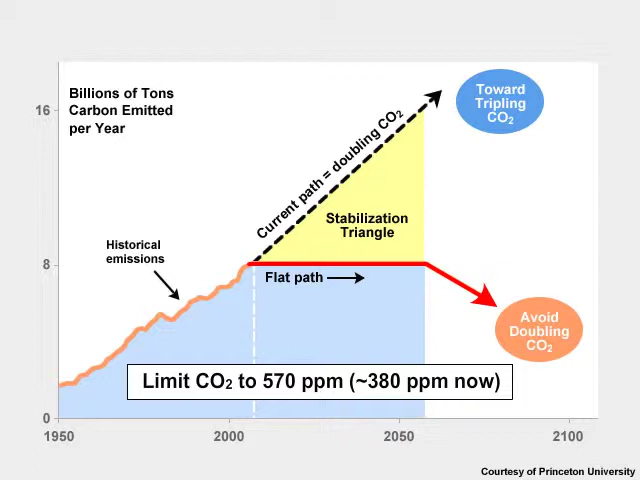 Billions of Tons
Carbon Emitted
per Year
16
8
0
1950
2000
2050
2100
Toward
Tripling
CO₂
Current path = doubling CO₂
Stabilization
Triangle
Historical
emissions
Flat path
Avoid
Doubling
CO₂
Limit CO₂ to 570 ppm (~380 ppm now)
Courtesy of Princeton University